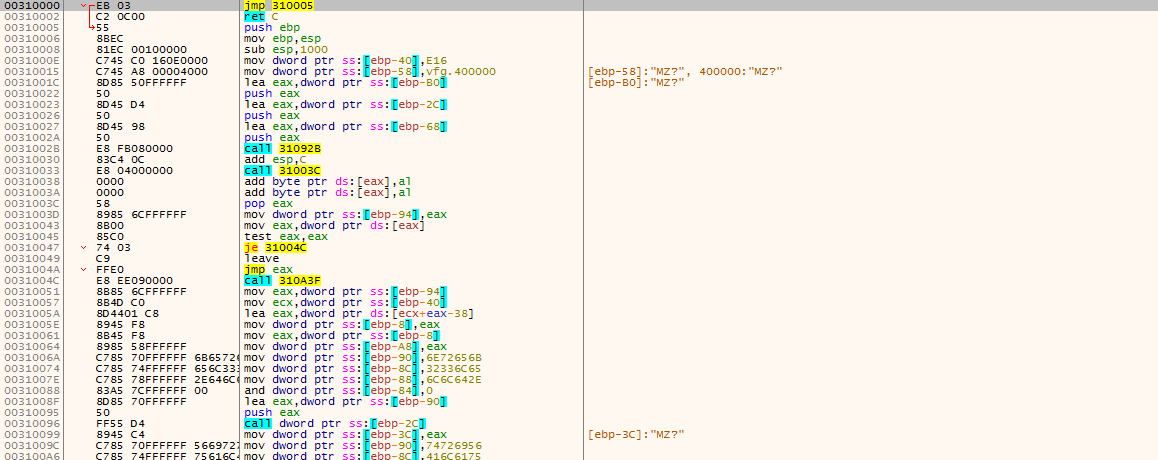 00310000 EB 03 jmp 310005
00310002 C2 0C00 ret C
00310005 55 push ebp
00310006 8BEC mov ebp,esp
00310008 81EC 00100000 sub esp,1000
0031000E C745 C0 160E0000 mov dword ptr ss:[ebp-40],E16
00310015 C745 A8 00004000 mov dword ptr ss:[ebp-58],vfg.400000 [ebp-58]:"MZ?", 400000:"MZ?"
0031001C 8D85 50FFFFFF lea eax,dword ptr ss:[ebp-B0] [ebp-B0]:"MZ?"
00310022 50 push eax
00310023 8D45 D4 lea eax,dword ptr ss:[ebp-2C]
00310026 50 push eax
00310027 8D45 98 lea eax,dword ptr ss:[ebp-68]
0031002A 50 push eax
0031002B E8 FB080000 call 31092B
00310030 83C4 0C add esp,C
00310033 E8 04000000 call 31003C
00310038 0000 add byte ptr ds:[eax],al
0031003A 0000 add byte ptr ds:[eax],al
0031003C 58 pop eax
0031003D 8985 6CFFFFFF mov dword ptr ss:[ebp-94],eax
00310043 8B00 mov eax,dword ptr ds:[eax]
00310045 85C0 test eax,eax
00310047 74 03 je 31004C
00310049 C9 leave
0031004A FFE0 jmp eax
0031004C E8 EE090000 call 310A3F
00310051 8B85 6CFFFFFF mov eax,dword ptr ss:[ebp-94]
00310057 8B4D C0 mov ecx,dword ptr ss:[ebp-40]
0031005A 8D4401 C8 lea eax,dword ptr ds:[ecx+eax-38]
0031005E 8945 F8 mov dword ptr ss:[ebp-8],eax
00310061 8B45 F8 mov eax,dword ptr ss:[ebp-8]
00310064 8985 58FFFFFF mov dword ptr ss:[ebp-A8],eax
0031006A C785 70FFFFFF 6B65726 mov dword ptr ss:[ebp-90],6E72656B
00310074 C785 74FFFFFF 656C333 mov dword ptr ss:[ebp-8C],32336C65
0031007E C785 78FFFFFF 2E646C6 mov dword ptr ss:[ebp-88],6C6C642E
00310088 83A5 7CFFFFFF 00 and dword ptr ss:[ebp-84],0
0031008F 8D85 70FFFFFF lea eax,dword ptr ss:[ebp-90]
00310095 50 push eax
00310096 FF55 D4 call dword ptr ss:[ebp-2C]
00310099 8945 C4 mov dword ptr ss:[ebp-3C],eax [ebp-3C]:"MZ?"
0031009C C785 70FFFFFF 5669727 mov dword ptr ss:[ebp-90],74726956
003100A6 C785 74FFFFFF 75616C4 mov dword ptr ss:[ebp-8C],416C6175